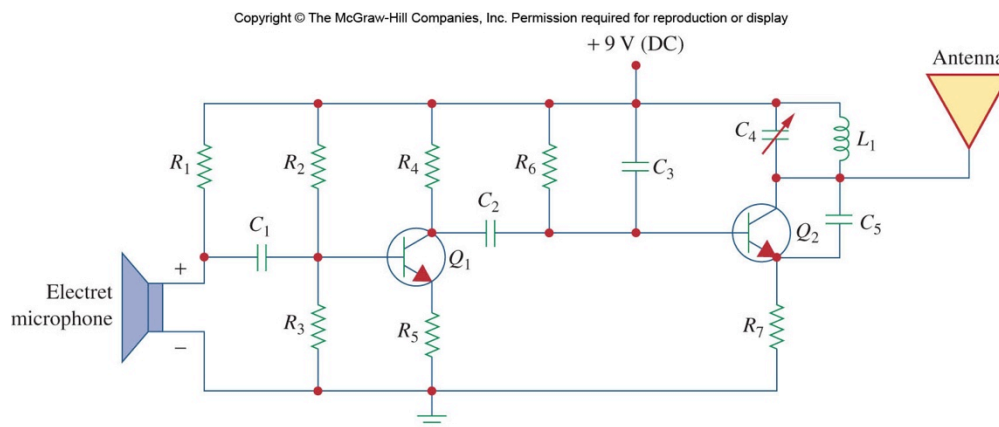 Copyright © The McGraw-Hill Companies, Inc. Permission required for reproduction or display
+ 9 V (DC)
Antenna
C4
L1
R1
R2
R4
R6
C3
C2
C1
Q1
Q2
C5
+
Electret
microphone
–
R3
R5
R7